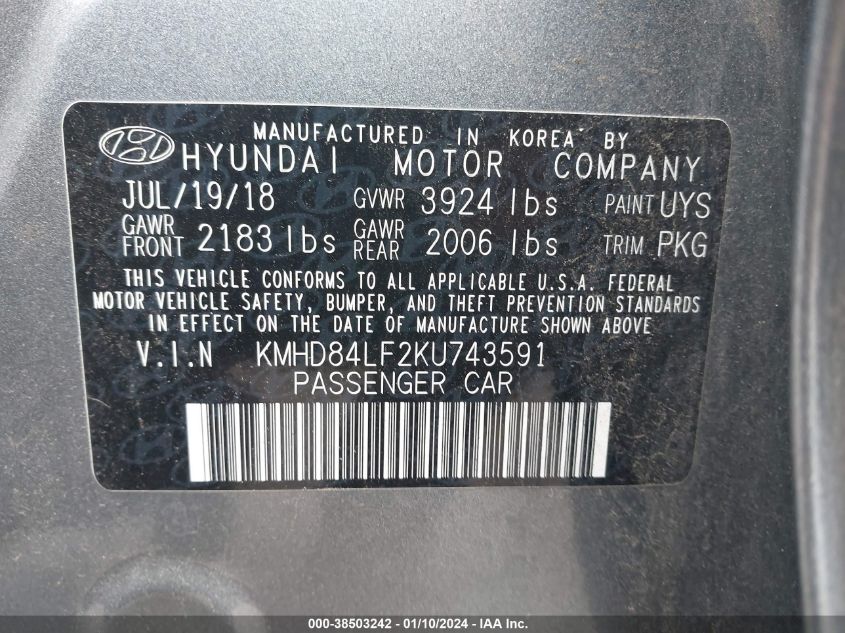 MANUFACTURED IN KOREA BY
HYUNDAI MOTOR COMPANY
JUL/19/18 GVWR 3924 lbs PAINT UYS
GAWR FRONT 2183 lbs GAWR REAR 2006 lbs TRIM PKG
THIS VEHICLE CONFORMS TO ALL APPLICABLE U.S.A. FEDERAL
MOTOR VEHICLE SAFETY, BUMPER, AND THEFT PREVENTION STANDARDS
IN EFFECT ON THE DATE OF MANUFACTURE SHOWN ABOVE
V.I.N KMHD84LF2KU743591
PASSENGER CAR
000-38503242 - 01/10/2024 - IAA Inc.